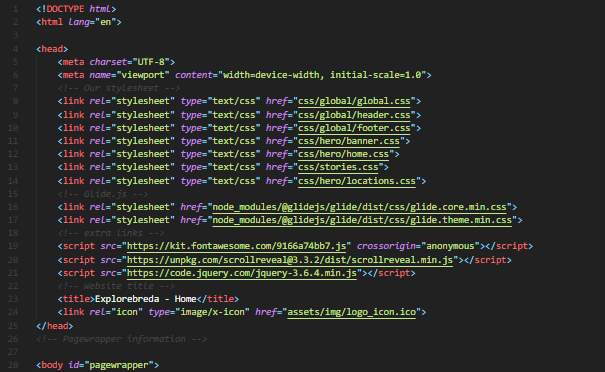 1 <!DOCTYPE html>
2 <html lang="en">
3
4 <head>
5 <meta charset="UTF-8">
6 <meta name="viewport" content="width=device-width, initial-scale=1.0">
7 <!-- Our stylesheet -->
8 <link rel="stylesheet" type="text/css" href="css/global/global.css">
9 <link rel="stylesheet" type="text/css" href="css/global/header.css">
10 <link rel="stylesheet" type="text/css" href="css/global/footer.css">
11 <link rel="stylesheet" type="text/css" href="css/hero/banner.css">
12 <link rel="stylesheet" type="text/css" href="css/hero/home.css">
13 <link rel="stylesheet" type="text/css" href="css/stories.css">
14 <link rel="stylesheet" type="text/css" href="css/hero/locations.css">
15 <!-- Glide.js -->
16 <link rel="stylesheet" href="node_modules/@glidejs/glide/dist/css/glide.core.min.css">
17 <link rel="stylesheet" href="node_modules/@glidejs/glide/dist/css/glide.theme.min.css">
18 <!-- extra links -->
19 <script src="https://kit.fontawesome.com/9166a74bb7.js" crossorigin="anonymous"></script>
20 <script src="https://unpkg.com/scrollreveal@3.3.2/dist/scrollreveal.min.js"></script>
21 <script src="https://code.jquery.com/jquery-3.6.4.min.js"></script>
22 <!-- Website title -->
23 <title>Explorebreda - Home</title>
24 <link rel="icon" type="image/x-icon" href="assets/img/logo_icon.ico">
25 </head>
26 <!-- Pagewrapper information -->
27
28 <body id="pagewrapper">